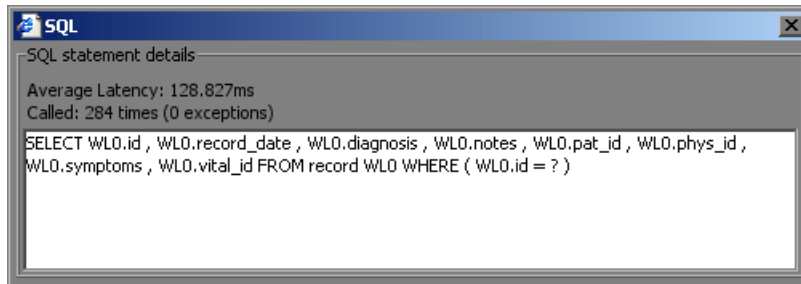 SQL
SQL statement details
Average Latency: 128.827ms
Called: 284 times (0 exceptions)
SELECT WL0.id , WL0.record_date , WL0.diagnosis , WL0.notes , WL0.pat_id , WL0.phys_id ,
WL0.symptoms , WL0.vital_id FROM record WL0 WHERE ( WL0.id = ? )